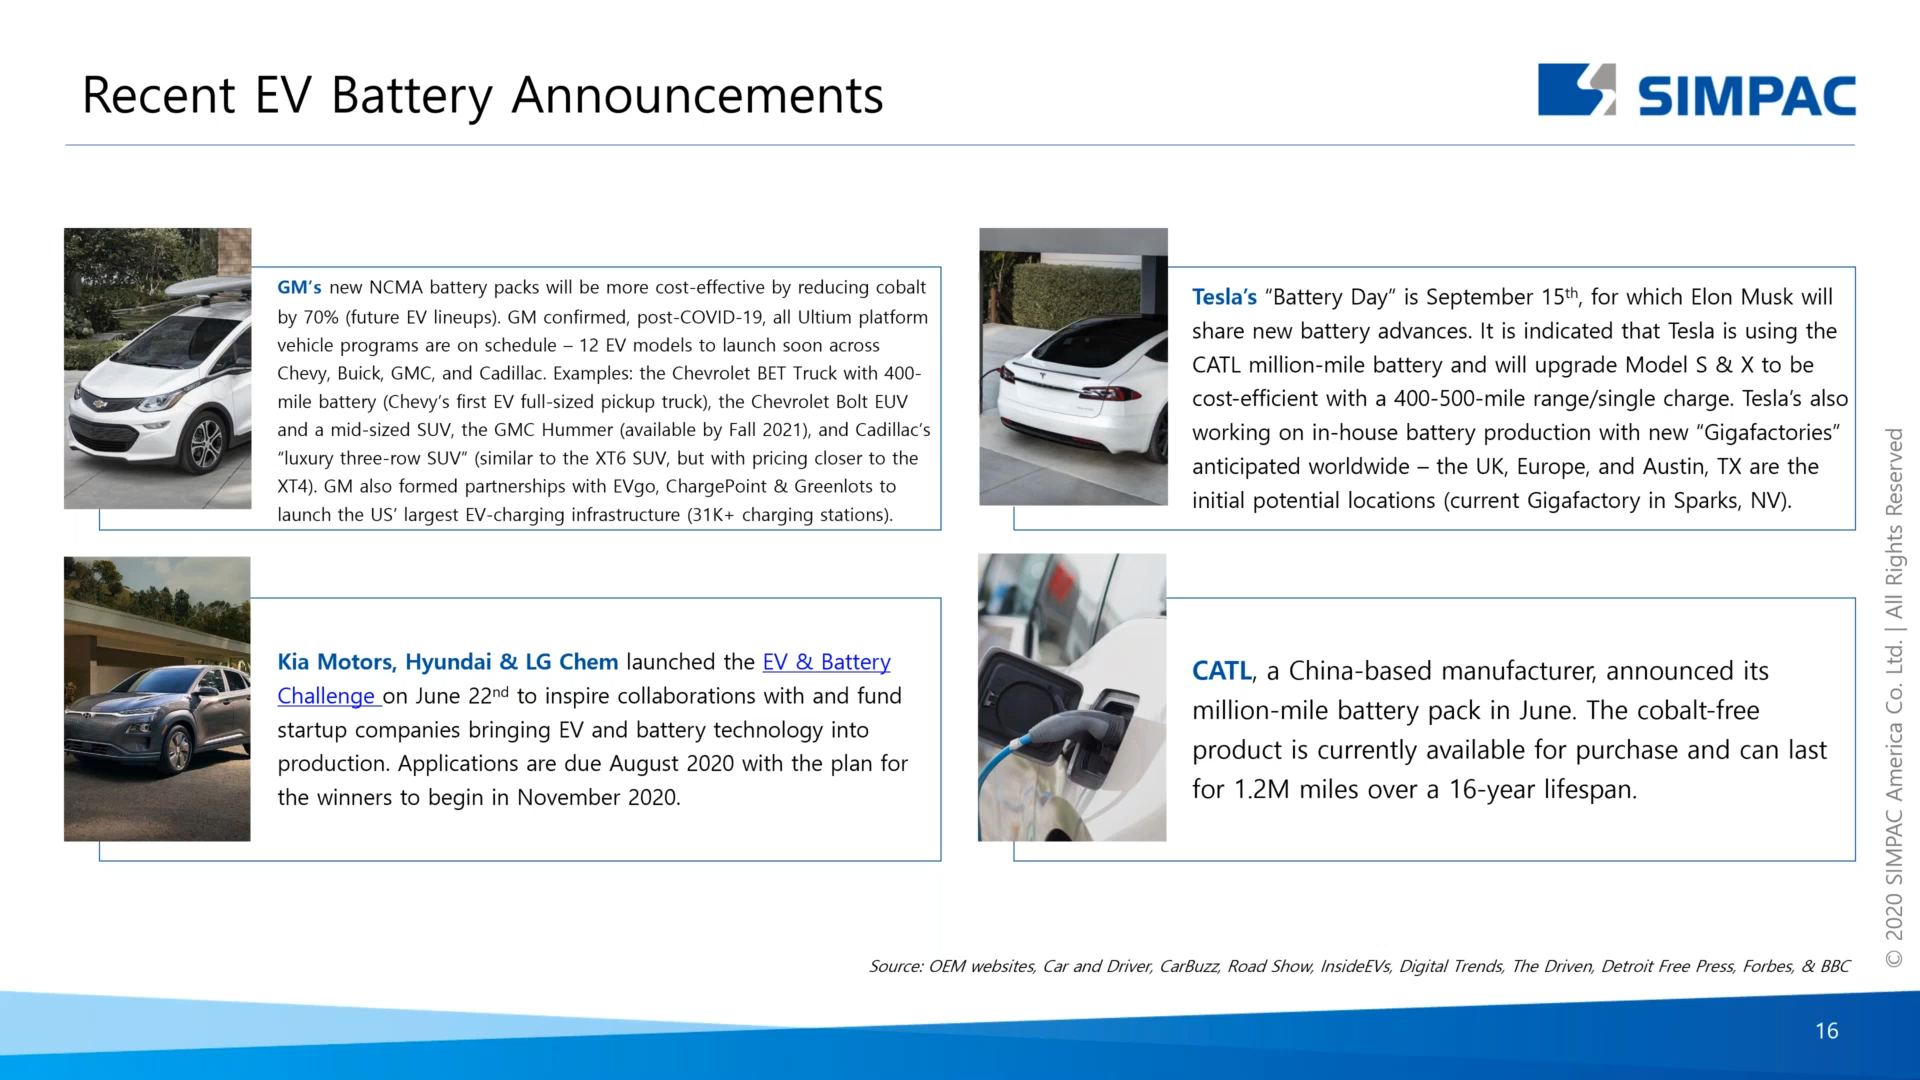 Recent EV Battery Announcements
SIMPAC
GM's new NCMA battery packs will be more cost-effective by reducing cobalt
by 70% (future EV lineups). GM confirmed, post-COVID-19, all Ultium platform
vehicle programs are on schedule – 12 EV models to launch soon across
Chevy, Buick, GMC, and Cadillac. Examples: the Chevrolet BET Truck with 400-
mile battery (Chevy's first EV full-sized pickup truck), the Chevrolet Bolt EUV
and a mid-sized SUV, the GMC Hummer (available by Fall 2021), and Cadillac's
"luxury three-row SUV" (similar to the XT6 SUV, but with pricing closer to the
XT4). GM also formed partnerships with EVgo, ChargePoint & Greenlots to
launch the US' largest EV-charging infrastructure (31K+ charging stations).
Tesla's "Battery Day" is September 15th, for which Elon Musk will
share new battery advances. It is indicated that Tesla is using the
CATL million-mile battery and will upgrade Model S & X to be
cost-efficient with a 400-500-mile range/single charge. Tesla's also
working on in-house battery production with new "Gigafactories"
anticipated worldwide – the UK, Europe, and Austin, TX are the
initial potential locations (current Gigafactory in Sparks, NV).
Kia Motors, Hyundai & LG Chem launched the EV & Battery
Challenge on June 22nd to inspire collaborations with and fund
startup companies bringing EV and battery technology into
production. Applications are due August 2020 with the plan for
the winners to begin in November 2020.
CATL, a China-based manufacturer, announced its
million-mile battery pack in June. The cobalt-free
product is currently available for purchase and can last
for 1.2M miles over a 16-year lifespan.
Source: OEM websites, Car and Driver, CarBuzz, Road Show, InsideEVs, Digital Trends, The Driven, Detroit Free Press, Forbes, & BBC
© 2020 SIMPAC America Co. Ltd. | All Rights Reserved
16